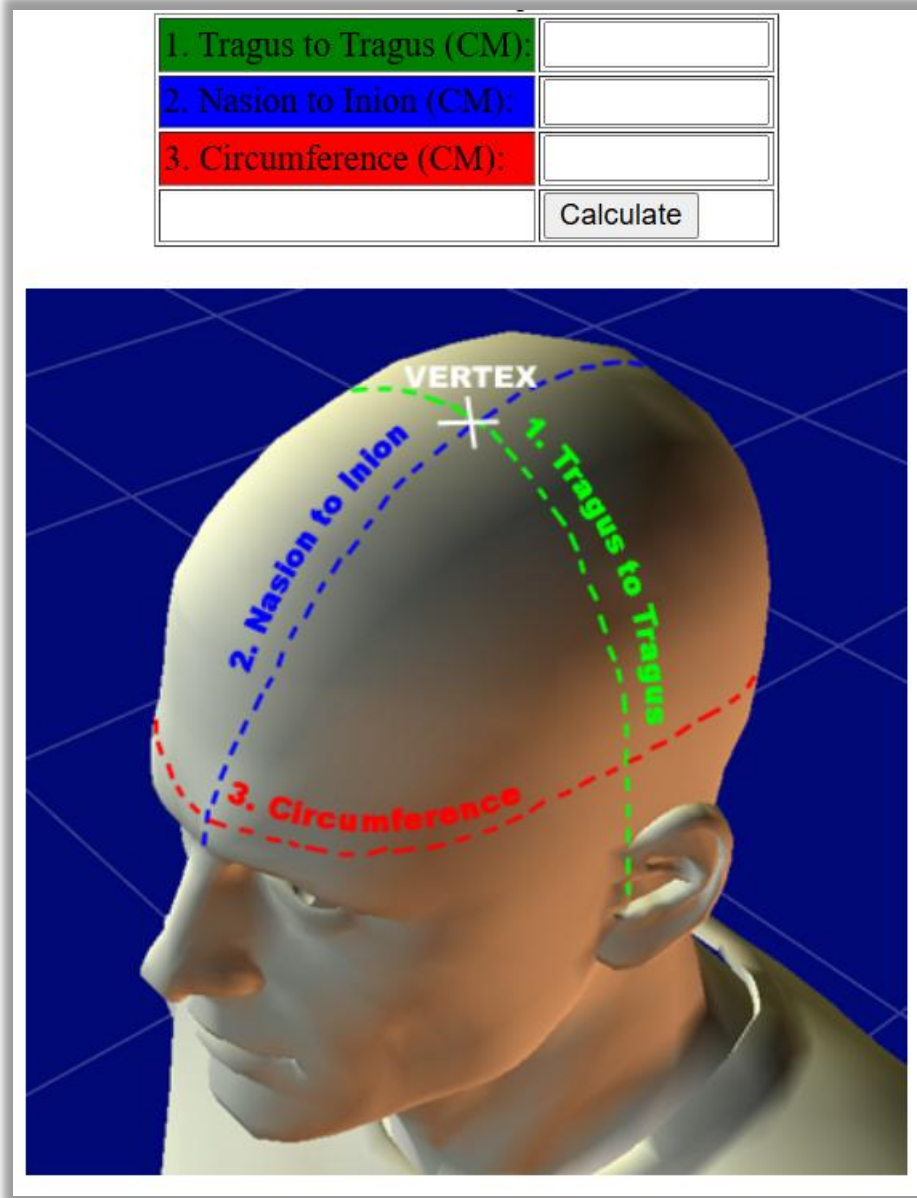 1. Tragus to Tragus (CM):
2. Nasion to Inion (CM):
3. Circumference (CM):
Calculate
VERTEX
1. Tragus to Tragus
2. Nasion to Inion
3. Circumference